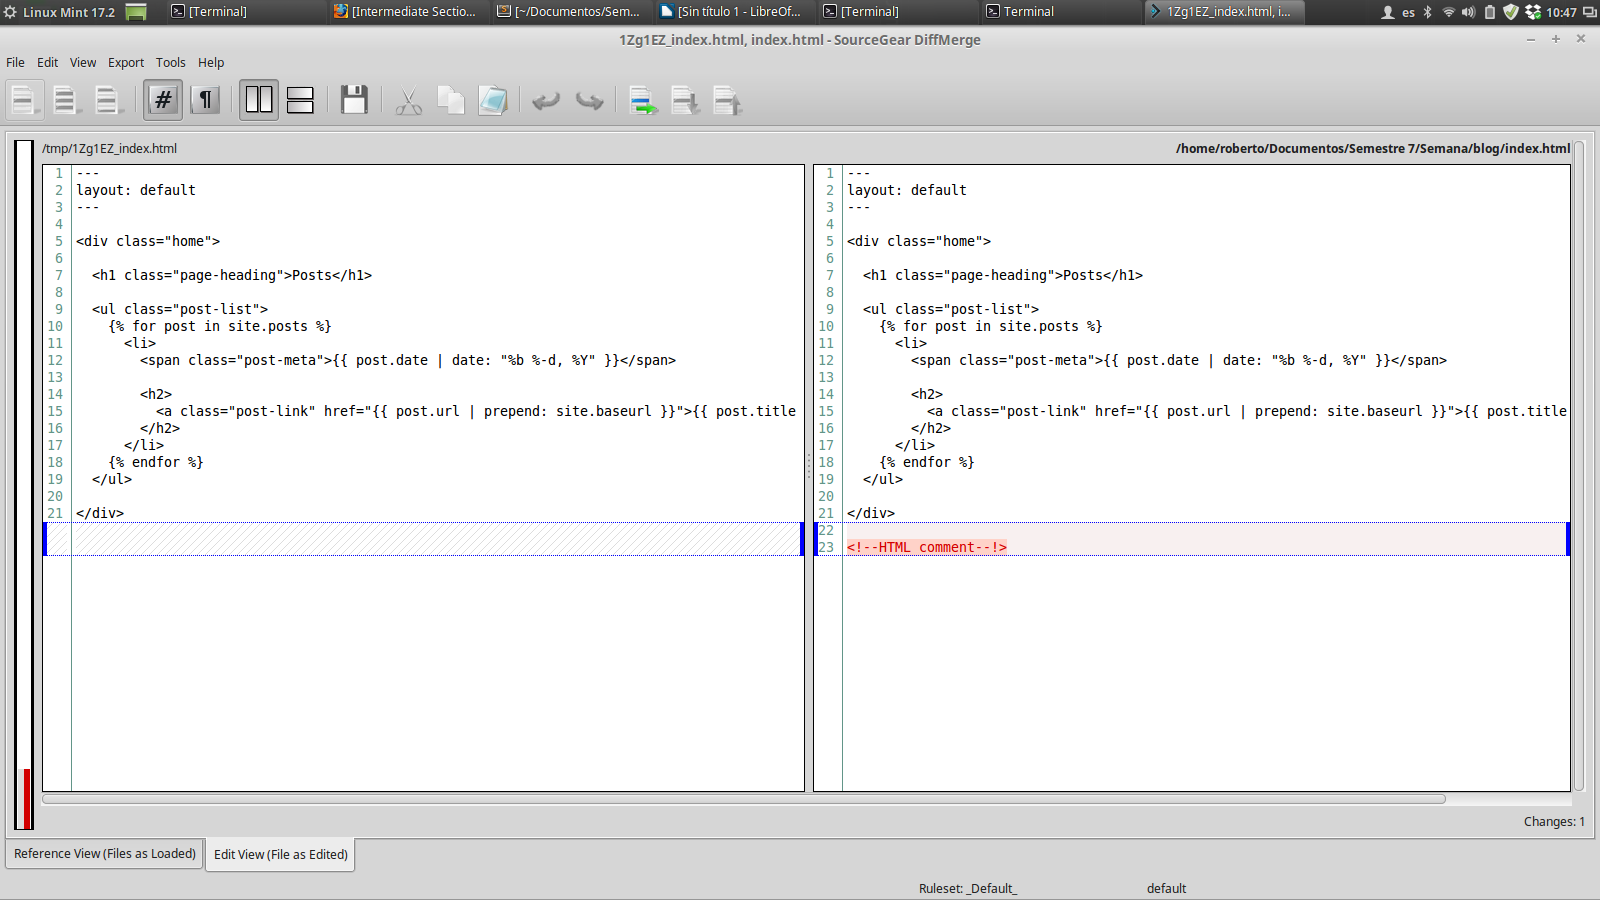 Linux Mint 17.2 [Terminal] [Intermediate Sectio... [~/Documentos/Sem... [Sin título 1 - LibreOf... [Terminal] Terminal 1Zg1EZ_index.html, i... es 10:47
1Zg1EZ_index.html, index.html - SourceGear DiffMerge
File Edit View Export Tools Help
# ¶
/tmp/1Zg1EZ_index.html
1 ---
2 layout: default
3 ---
4
5 <div class="home">
6
7 <h1 class="page-heading">Posts</h1>
8
9 <ul class="post-list">
10 {% for post in site.posts %}
11 <li>
12 <span class="post-meta">{{ post.date | date: "%b %-d, %Y" }}</span>
13
14 <h2>
15 <a class="post-link" href="{{ post.url | prepend: site.baseurl }}">{{ post.title
16 </h2>
17 </li>
18 {% endfor %}
19 </ul>
20
21 </div>
/home/roberto/Documentos/Semestre 7/Semana/blog/index.html
1 ---
2 layout: default
3 ---
4
5 <div class="home">
6
7 <h1 class="page-heading">Posts</h1>
8
9 <ul class="post-list">
10 {% for post in site.posts %}
11 <li>
12 <span class="post-meta">{{ post.date | date: "%b %-d, %Y" }}</span>
13
14 <h2>
15 <a class="post-link" href="{{ post.url | prepend: site.baseurl }}">{{ post.title
16 </h2>
17 </li>
18 {% endfor %}
19 </ul>
20
21 </div>
22
23 <!--HTML comment--!>
Changes: 1
Reference View (Files as Loaded) Edit View (File as Edited)
Ruleset: _Default_ default